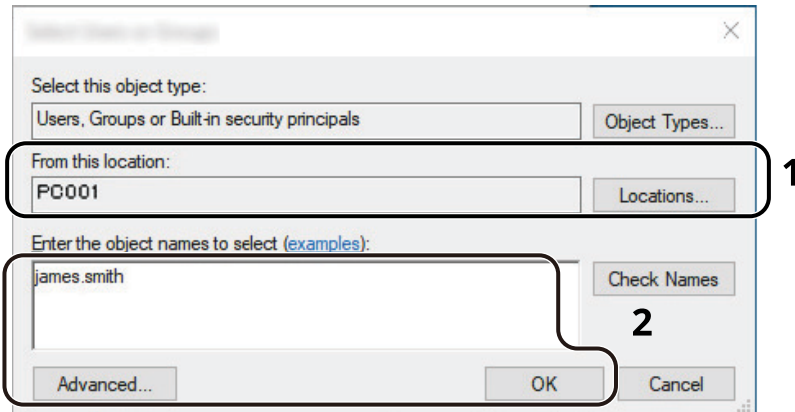 Select this object type:
Users, Groups or Built-in security principals
Object Types...
From this location:
PC001
Locations...
1
Enter the object names to select (examples):
james.smith
Check Names
2
Advanced...
OK
Cancel